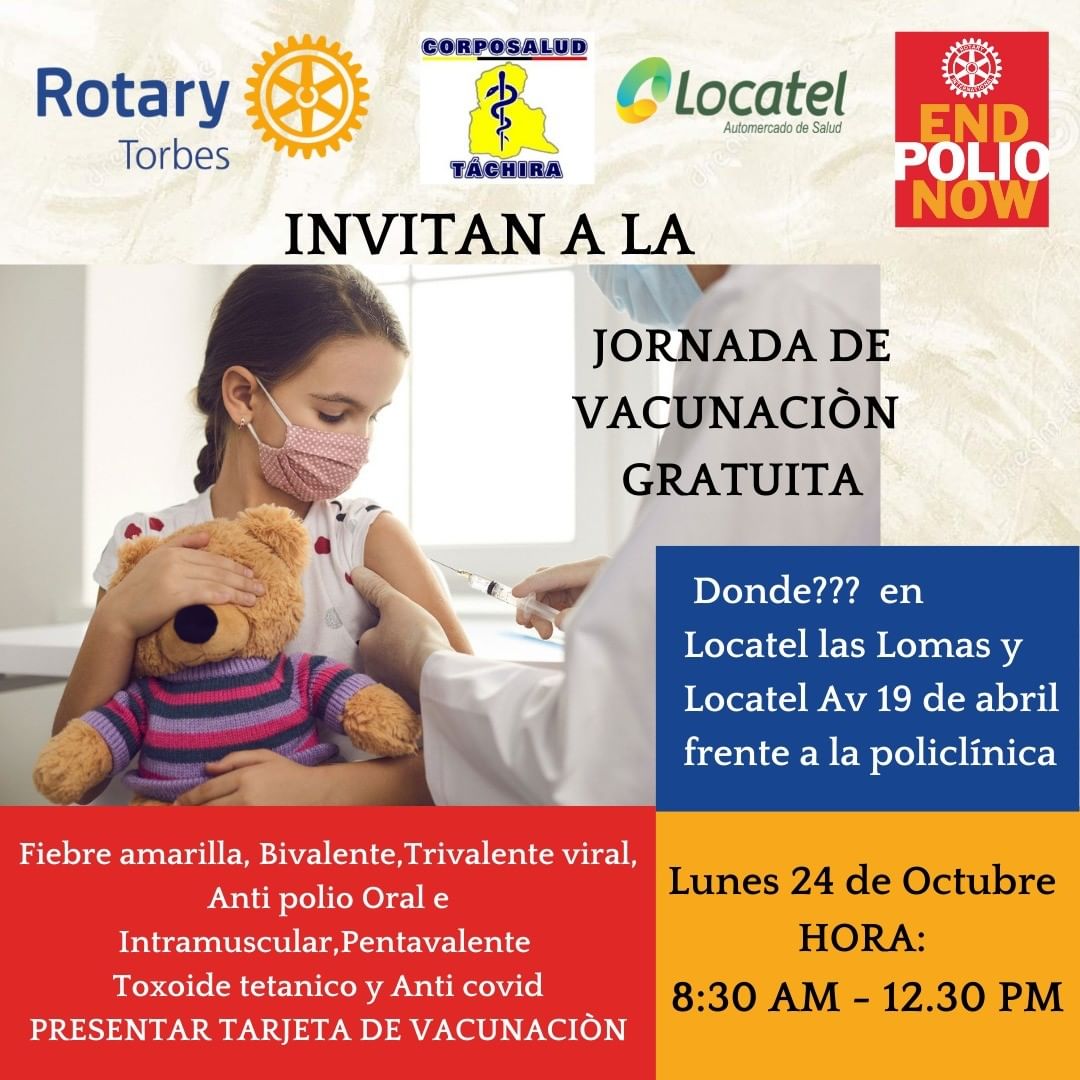 Rotary
Torbes
CORPOSALUD
TÁCHIRA
Locatel
Automercado de Salud
END
POLIO
NOW
INVITAN A LA
JORNADA DE
VACUNACIÒN
GRATUITA
Donde??? en
Locatel las Lomas y
Locatel Av 19 de abril
frente a la policlínica
Fiebre amarilla, Bivalente,Trivalente viral,
Anti polio Oral e
Intramuscular,Pentavalente
Toxoide tetanico y Anti covid
PRESENTAR TARJETA DE VACUNACIÒN
Lunes 24 de Octubre
HORA:
8:30 AM - 12.30 PM